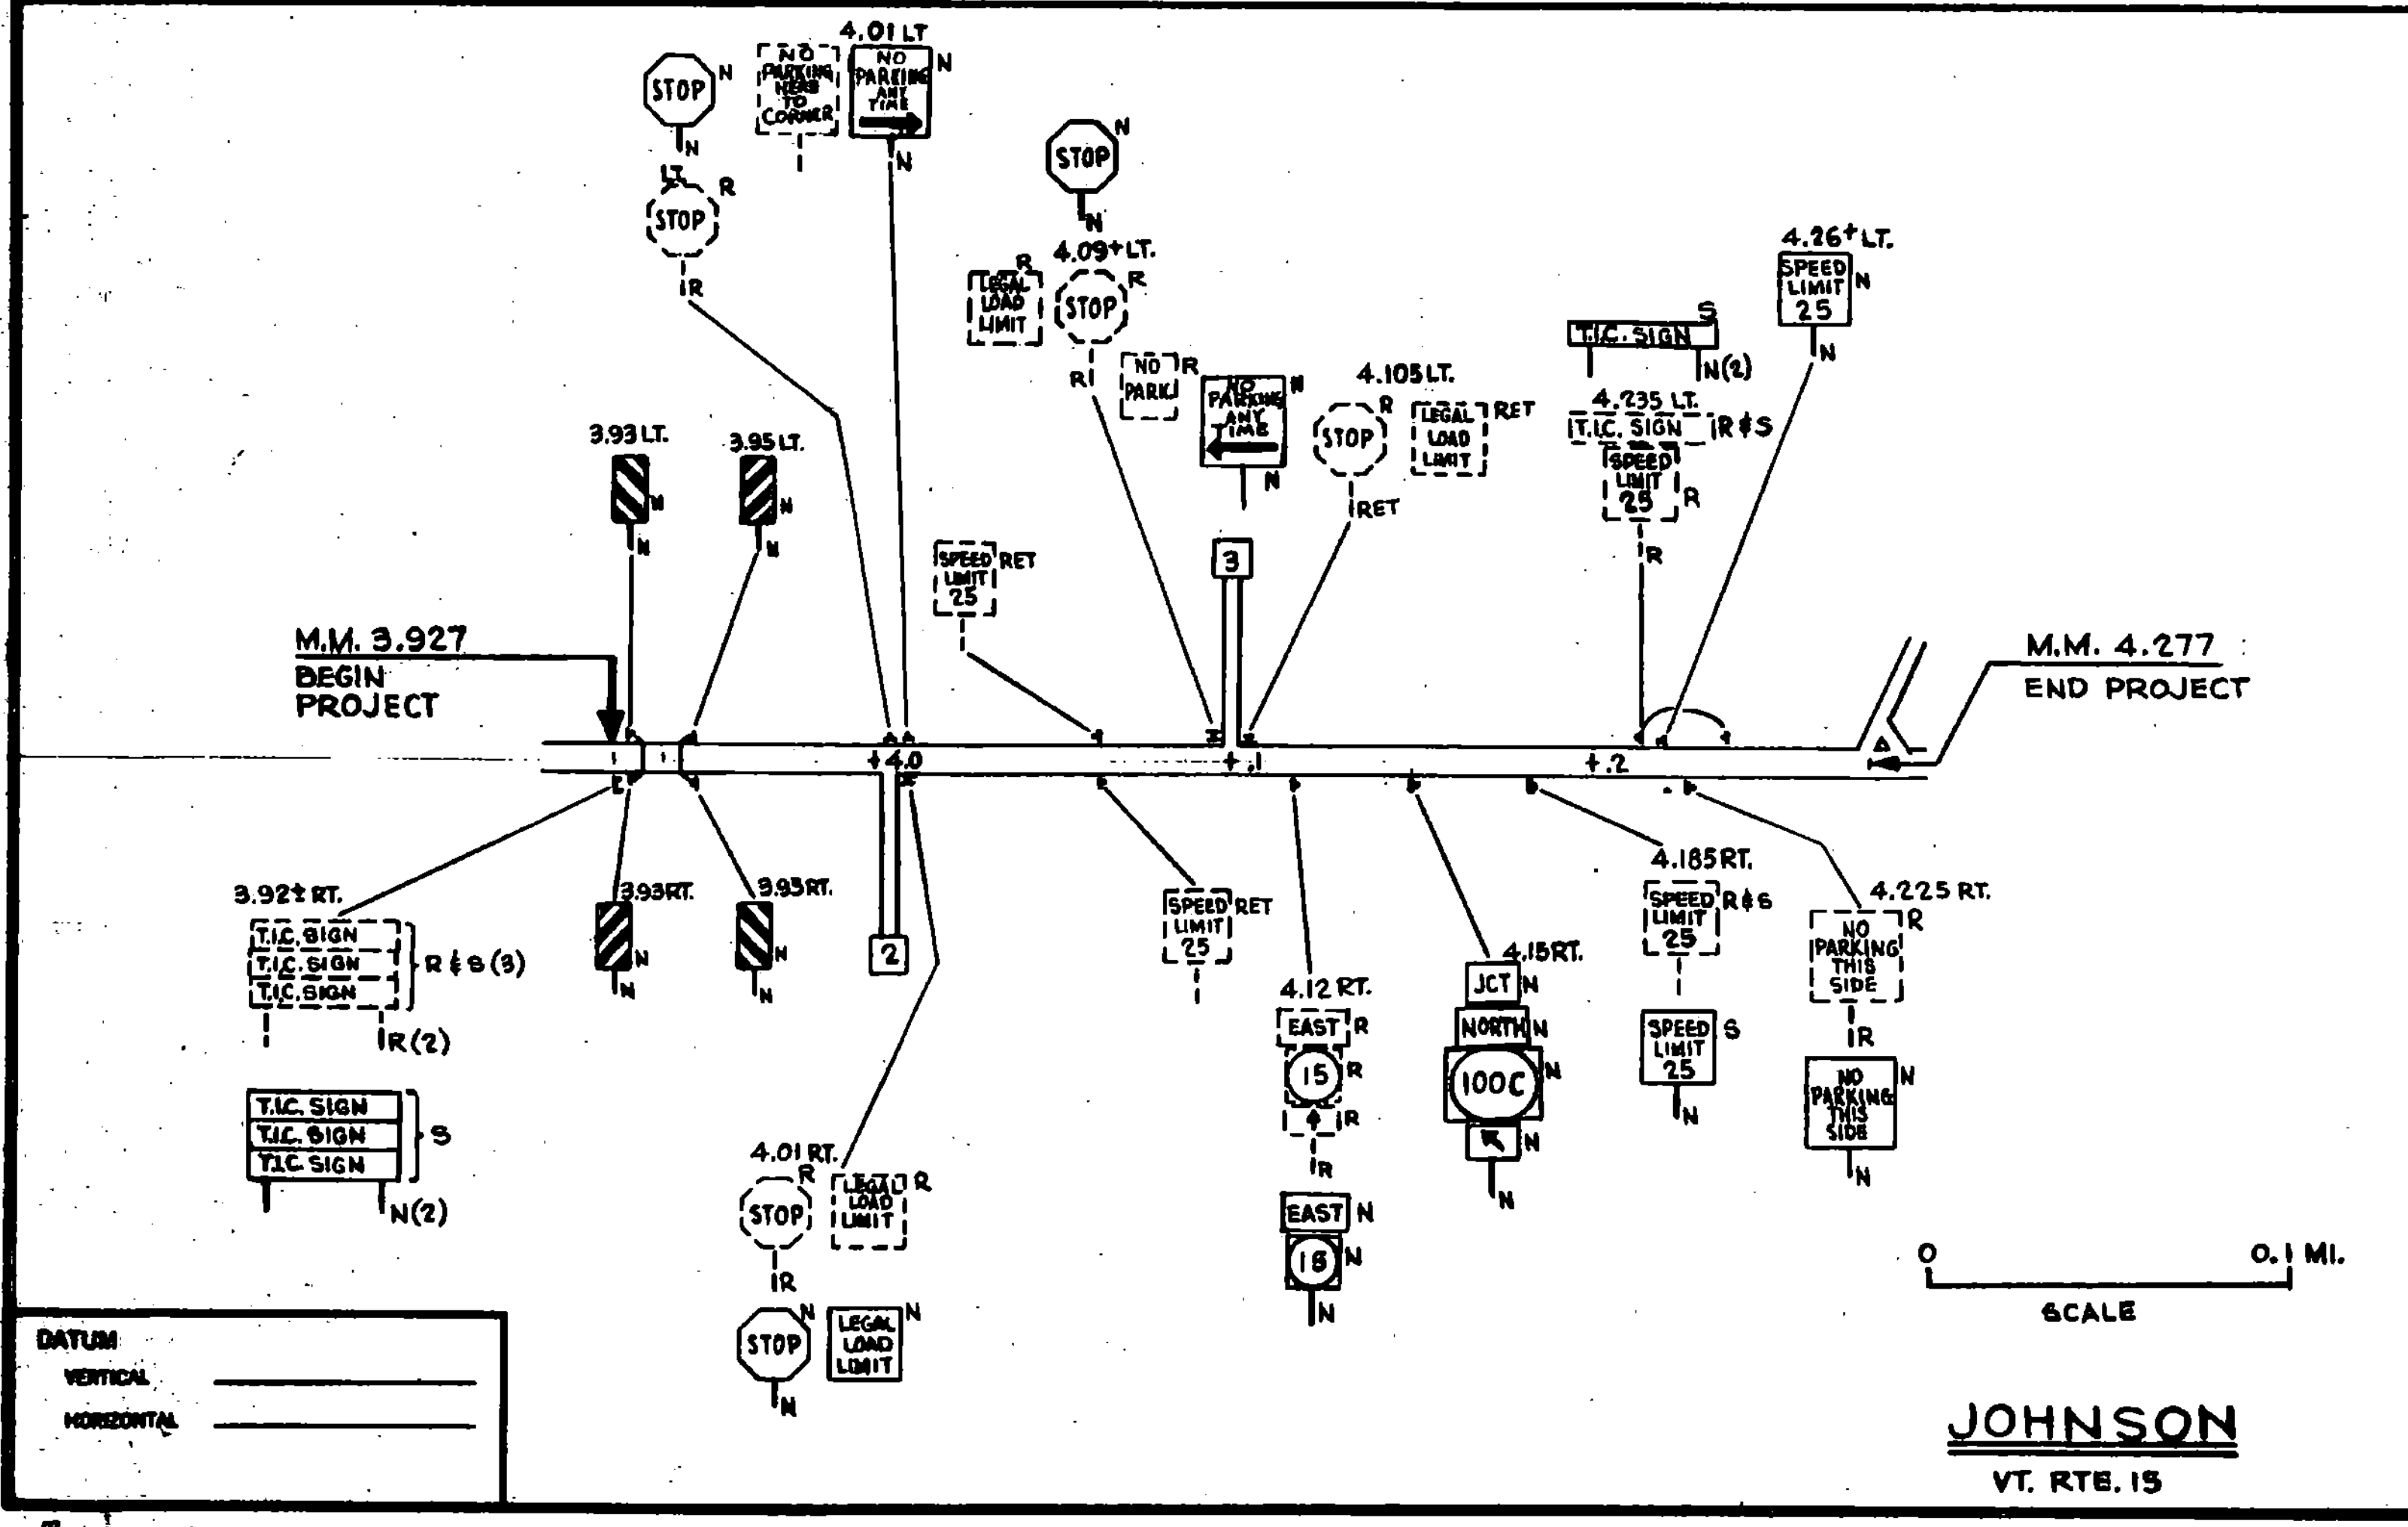 4.01 LT
STOP
N
N
NO
PARKING
HERE
TO
CORNER
NO
PARKING
ANY
TIME
N
N
LT.
STOP
R
R
STOP
N
N
4.09+ LT.
LEGAL
LOAD
LIMIT
R
STOP
R
R
NO
PARK
R
NO
PARKING
ANY
TIME
N
N
4.105 LT.
STOP
R
RET
LEGAL
LOAD
LIMIT
RET
4.26+ LT.
SPEED
LIMIT
25
N
N
T.I.C. SIGN
S
N(2)
4.235 LT.
T.I.C. SIGN
R&S
SPEED
LIMIT
25
R
R
3.93 LT.
N
N
3.95 LT.
N
N
SPEED
LIMIT
25
RET
3
M.M. 3.927
BEGIN
PROJECT
M.M. 4.277
END PROJECT
+4.0
+.1
+.2
3.92± RT.
T.I.C. SIGN
T.I.C. SIGN
T.I.C. SIGN
R & S (3)
R(2)
T.I.C. SIGN
T.I.C. SIGN
T.I.C. SIGN
S
N(2)
3.93 RT.
N
N
3.95 RT.
N
N
2
4.01 RT.
STOP
R
R
LEGAL
LOAD
LIMIT
R
STOP
N
N
LEGAL
LOAD
LIMIT
N
SPEED
LIMIT
25
RET
4.12 RT.
EAST
R
15
R
R
R
EAST
N
15
N
N
4.15 RT.
JCT
N
NORTH
N
100C
N
N
N
4.185 RT.
SPEED
LIMIT
25
R&S
SPEED
LIMIT
25
S
N
4.225 RT.
NO
PARKING
THIS
SIDE
R
R
NO
PARKING
THIS
SIDE
N
N
0
0.1 MI.
SCALE
DATUM
VERTICAL
HORIZONTAL
JOHNSON
VT. RTE. 15